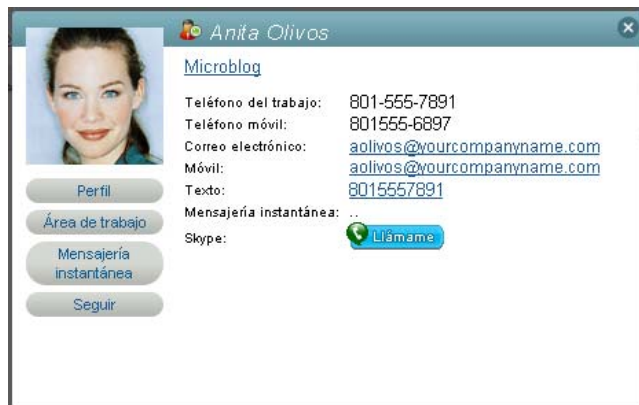 Anita Olivos
Microblog
Teléfono del trabajo: 801-555-7891
Teléfono móvil: 801555-6897
Correo electrónico: aolivos@yourcompanyname.com
Móvil: aolivos@yourcompanyname.com
Texto: 8015557891
Mensajería instantánea: ..
Skype: Llámame
Perfil
Área de trabajo
Mensajería
instantánea
Seguir